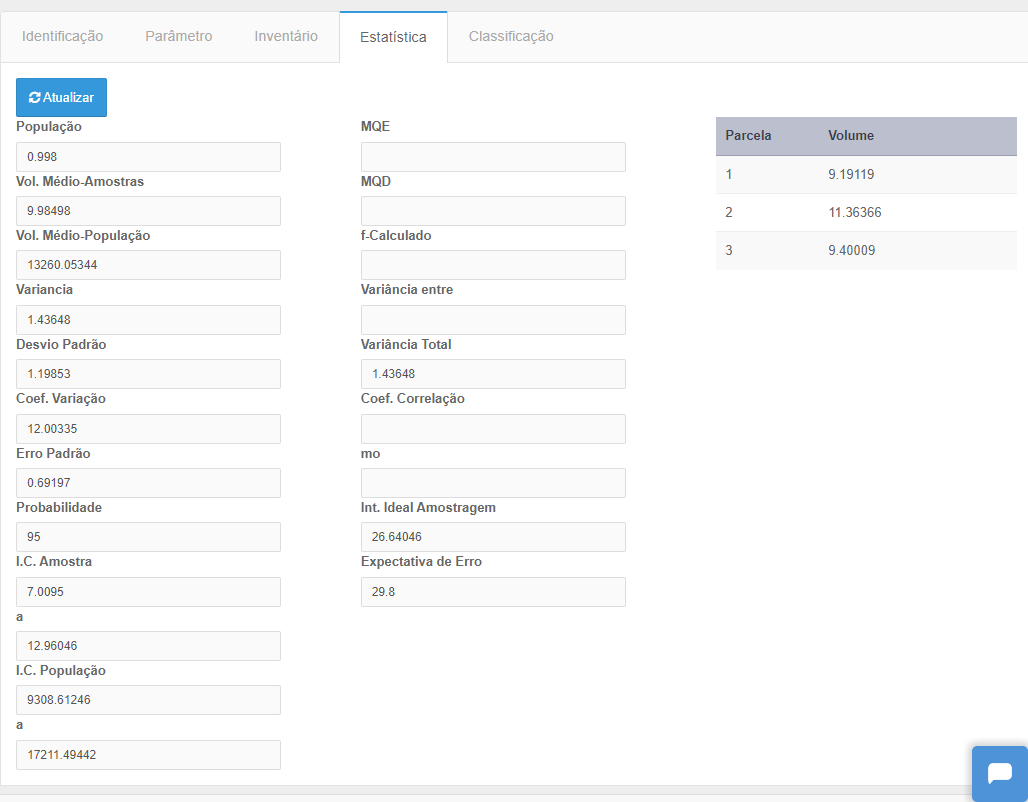 Identificação
Parâmetro
Inventário
Estatística
Classificação
Atualizar
População
0.998
Vol. Médio-Amostras
9.98498
Vol. Médio-População
13260.05344
Variancia
1.43648
Desvio Padrão
1.19853
Coef. Variação
12.00335
Erro Padrão
0.69197
Probabilidade
95
I.C. Amostra
7.0095
a
12.96046
I.C. População
9308.61246
a
17211.49442
MQE
MQD
f-Calculado
Variância entre
Variância Total
1.43648
Coef. Correlação
mo
Int. Ideal Amostragem
26.64046
Expectativa de Erro
29.8
Parcela Volume
1 9.19119
2 11.36366
3 9.40009